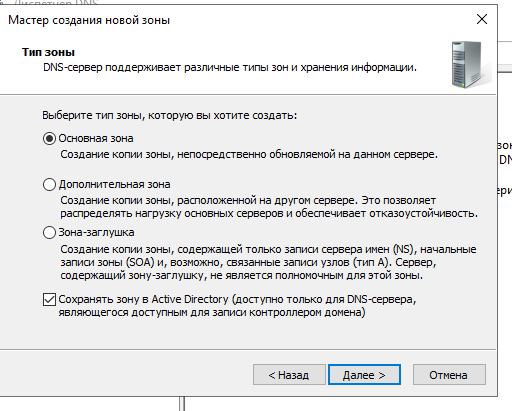 Диспетчер DNS
Мастер создания новой зоны
Тип зоны
DNS-сервер поддерживает различные типы зон и хранения информации.
Выберите тип зоны, которую вы хотите создать:
Основная зона
Создание копии зоны, непосредственно обновляемой на данном сервере.
Дополнительная зона
Создание копии зоны, расположенной на другом сервере. Это позволяет
распределять нагрузку основных серверов и обеспечивает отказоустойчивость.
Зона-заглушка
Создание копии зоны, содержащей только записи сервера имен (NS), начальные
записи зоны (SOA) и, возможно, связанные записи узлов (тип A). Сервер,
содержащий зону-заглушку, не является полномочным для этой зоны.
Сохранять зону в Active Directory (доступно только для DNS-сервера,
являющегося доступным для записи контроллером домена)
< Назад
Далее >
Отмена